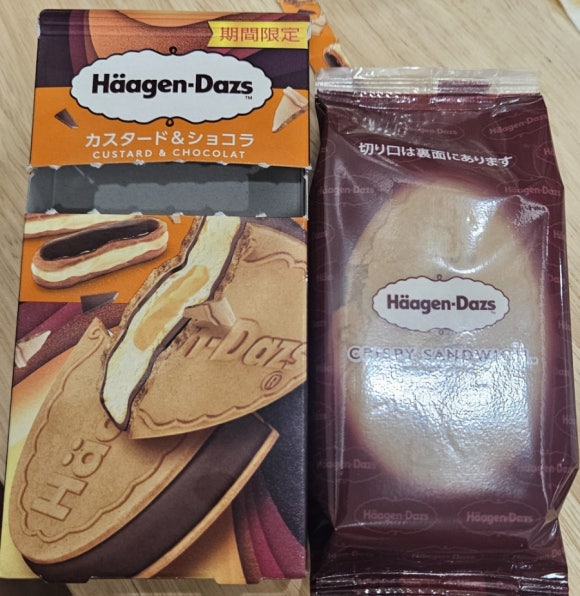 期間限定
Häagen-Dazs™
カスタード&ショコラ
CUSTARD & CHOCOLAT
切り口は裏面にあります
Häagen-Dazs
CRISPY SANDWICH
Häagen-Dazs
Häagen-Dazs